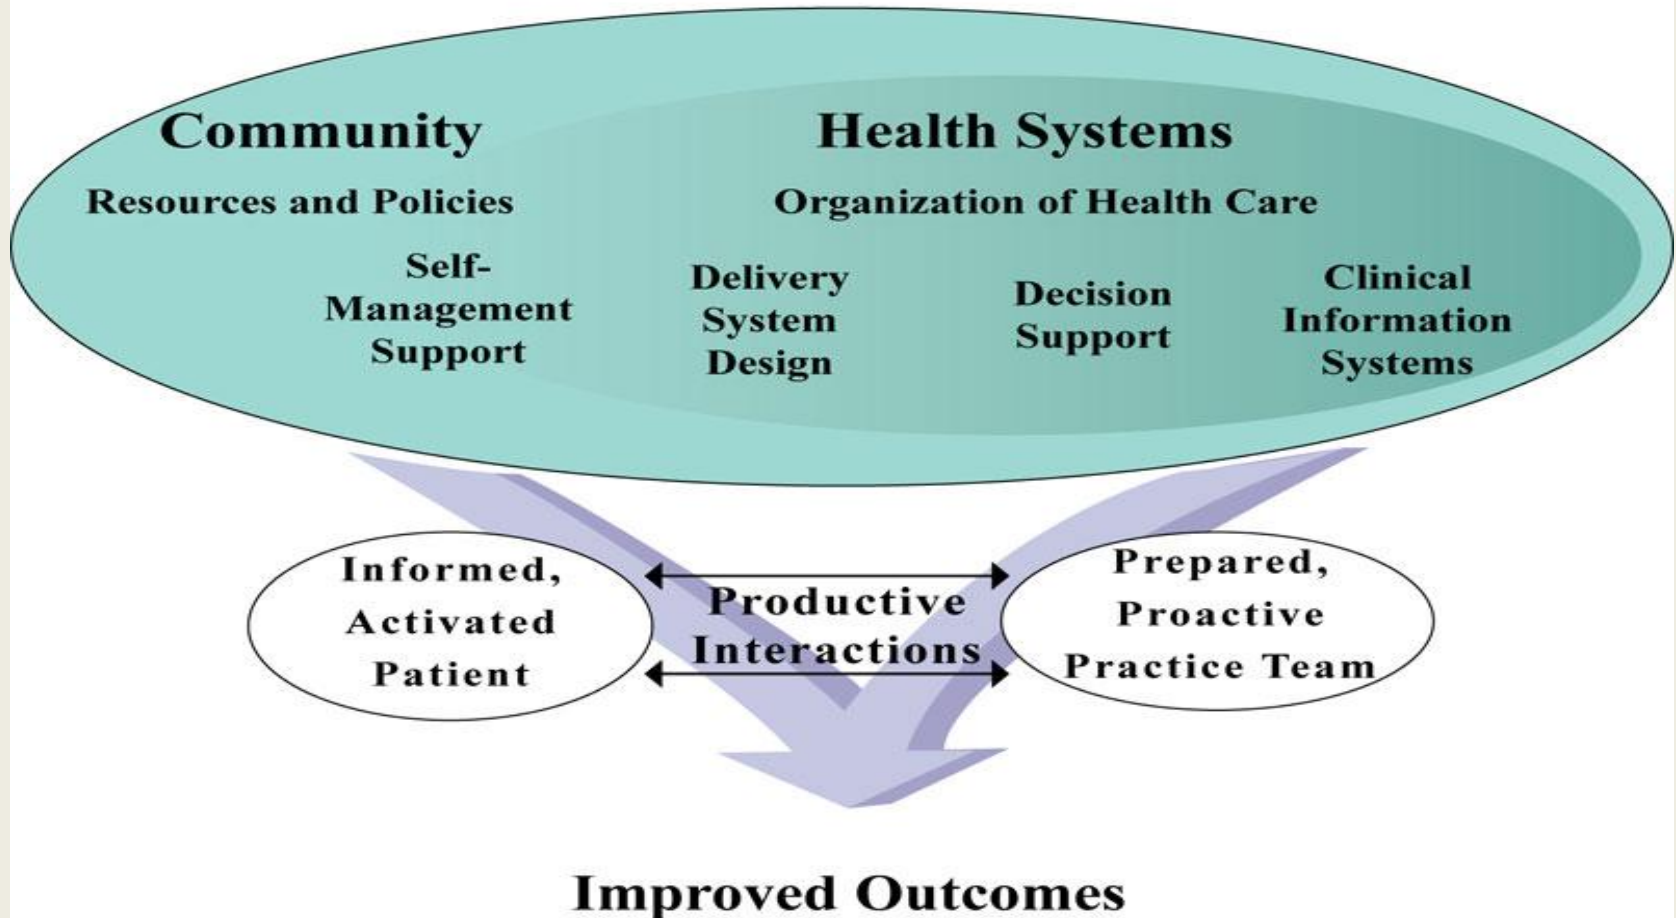 Community
Health Systems
Resources and Policies
Organization of Health Care
Self-
Management
Support
Delivery
System
Design
Decision
Support
Clinical
Information
Systems
Informed,
Activated
Patient
Productive
Interactions
Prepared,
Proactive
Practice Team
Improved Outcomes